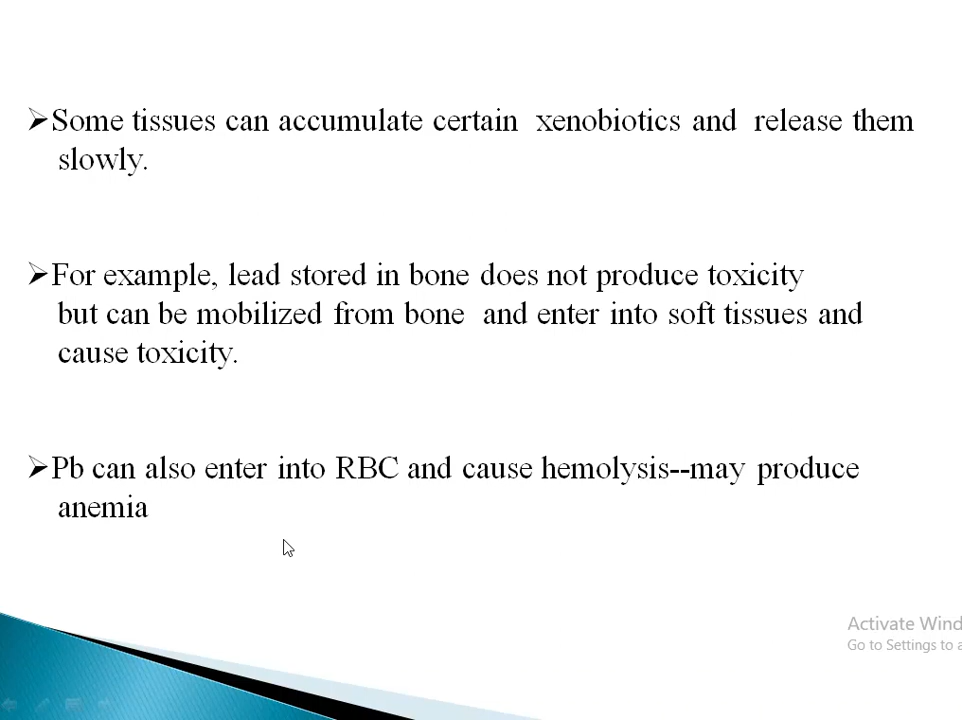 ➢Some tissues can accumulate certain xenobiotics and release them
slowly.
➢For example, lead stored in bone does not produce toxicity
but can be mobilized from bone and enter into soft tissues and
cause toxicity.
➢Pb can also enter into RBC and cause hemolysis--may produce
anemia
Activate Wind
Go to Settings to a